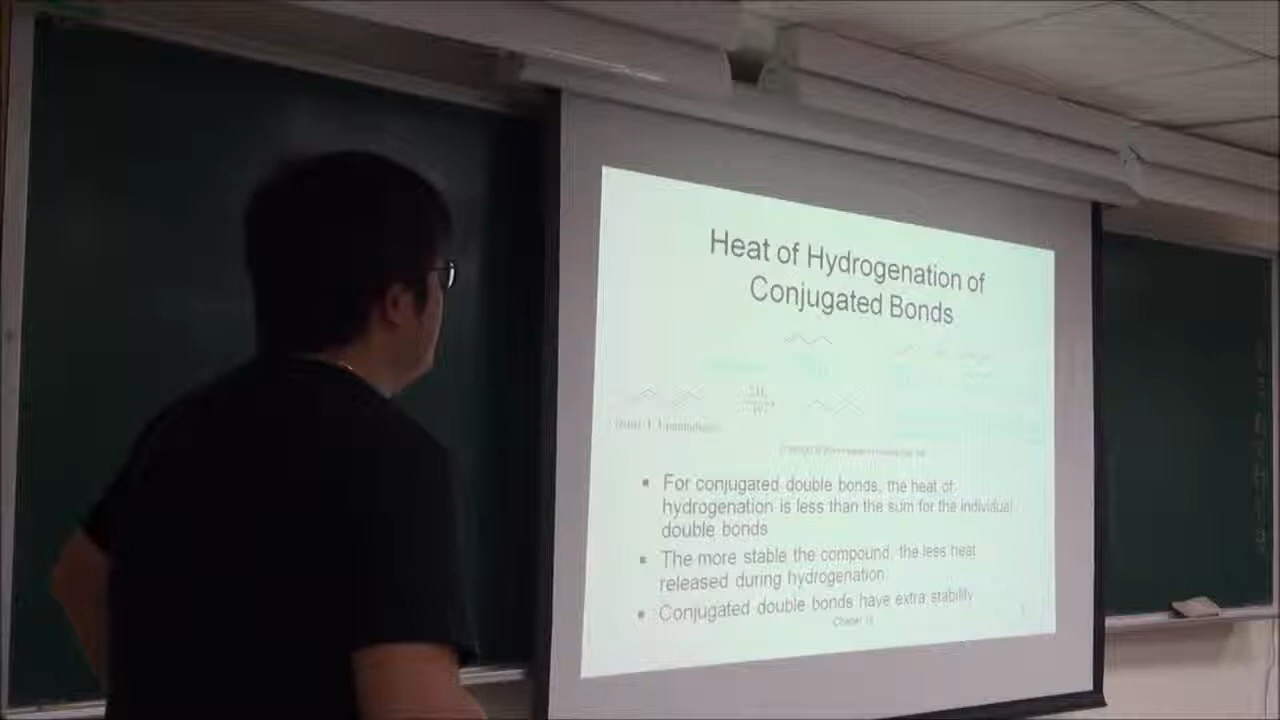 Heat of Hydrogenation of
Conjugated Bonds
▪ For conjugated double bonds, the heat of
hydrogenation is less than the sum for the individual
double bonds
▪ The more stable the compound, the less heat
released during hydrogenation
▪ Conjugated double bonds have extra stability